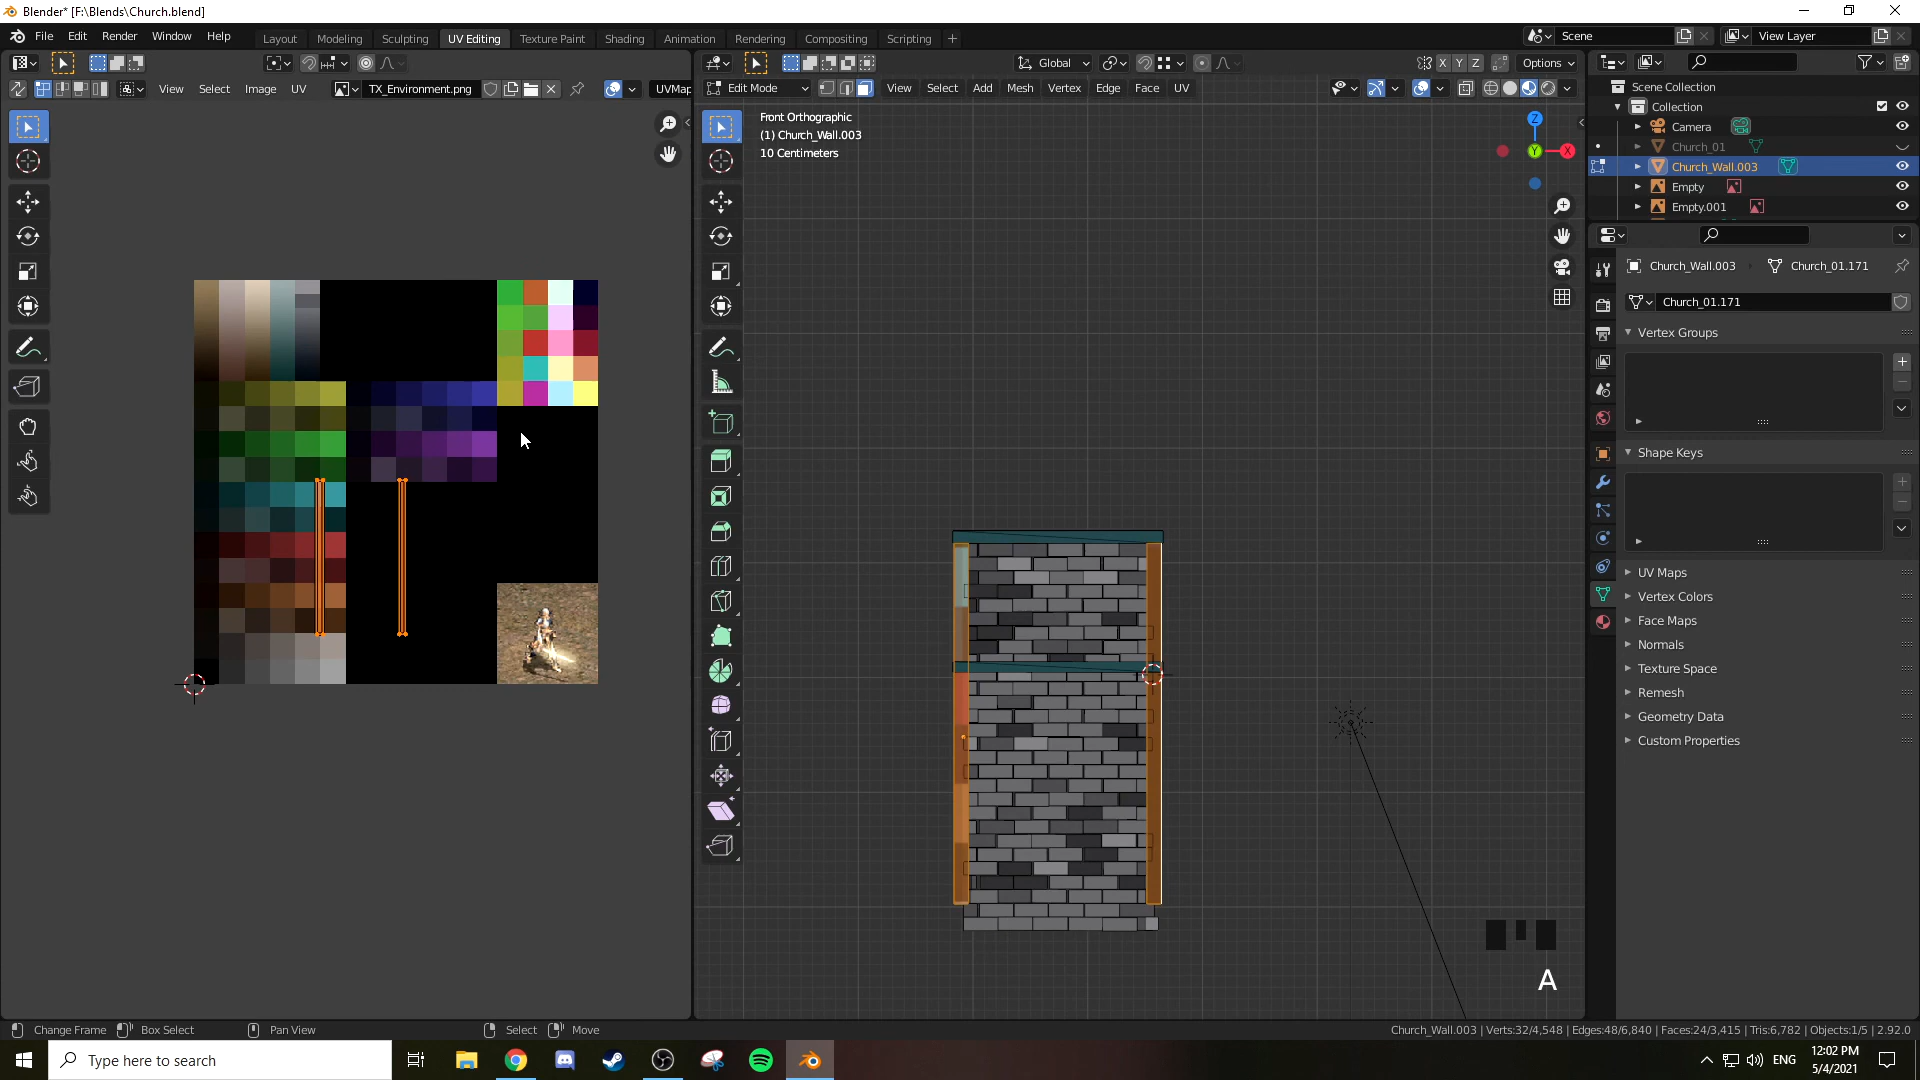 Blender* [F:\Blends\Church.blend]
File Edit Render Window Help
Layout Modeling Sculpting UV Editing Texture Paint Shading Animation Rendering Compositing Scripting +
Scene
View Layer
Global
X Y Z
Options
View Select Image UV
TX_Environment.png
UVMap
Edit Mode
View Select Add Mesh Vertex Edge Face UV
Scene Collection
Collection
Camera
Church_01
Church_Wall.003
Empty
Empty.001
Front Orthographic
(1) Church_Wall.003
10 Centimeters
Z
Y
X
Church_Wall.003
Church_01.171
Church_01.171
Vertex Groups
Shape Keys
UV Maps
Vertex Colors
Face Maps
Normals
Texture Space
Remesh
Geometry Data
Custom Properties
A
Change Frame
Box Select
Pan View
Select
Move
Church_Wall.003 | Verts:32/4,548 | Edges:48/6,840 | Faces:24/3,415 | Tris:6,782 | Objects:1/5 | 2.92.0
Type here to search
ENG
12:02 PM
5/4/2021